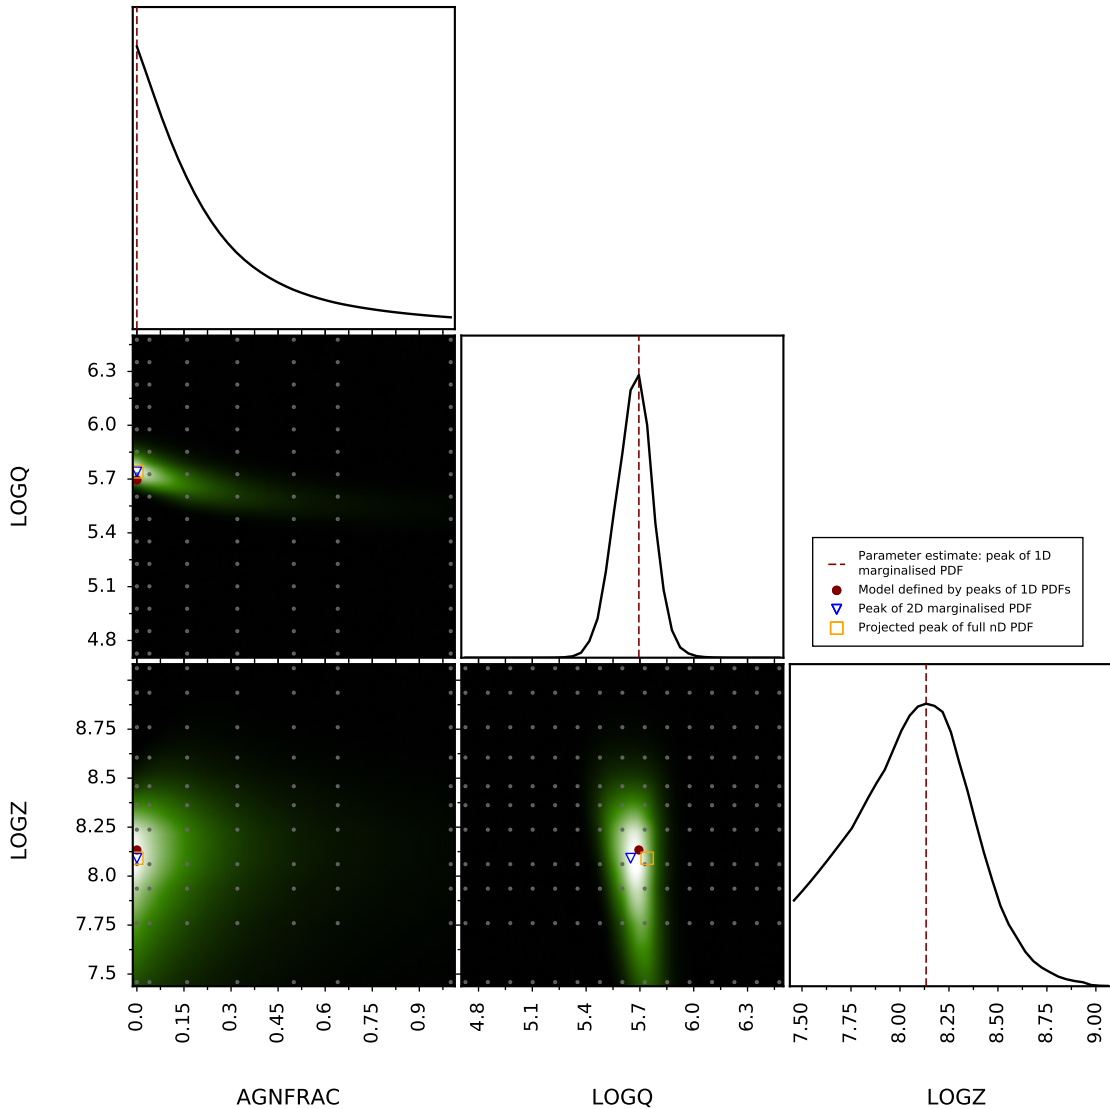 6.3
6.0
5.7
5.4
5.1
4.8
LOGQ
Parameter estimate: peak of 1D
marginalised PDF
Model defined by peaks of 1D PDFs
Peak of 2D marginalised PDF
Projected peak of full nD PDF
8.75
8.5
8.25
8.0
7.75
7.5
LOGZ
0.0 0.15 0.3 0.45 0.6 0.75 0.9
4.8 5.1 5.4 5.7 6.0 6.3
7.50 7.75 8.00 8.25 8.50 8.75 9.00
AGNFRAC LOGQ LOGZ